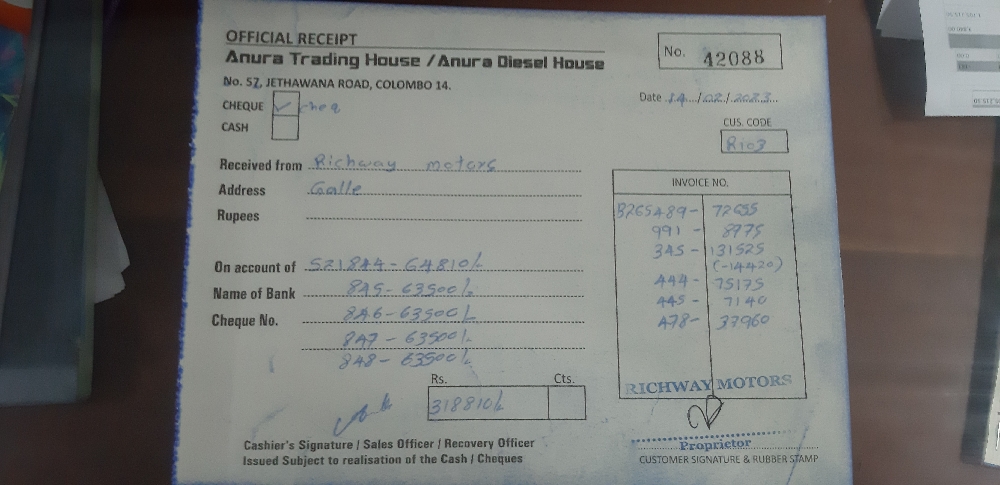 OFFICIAL RECEIPT
Anura Trading House / Anura Diesel House
No. 57, JETHAWANA ROAD, COLOMBO 14.
No. 42088
CHEQUE ✓ cheq
CASH
Date 14/02/2023
CUS. CODE
Ri03
Received from Richway motors
Address Galle
Rupees
On account of 521844 - 64810/-
Name of Bank 845 - 63500/-
Cheque No. 846 - 63500/-
847 - 63500/-
848 - 63500/-
INVOICE NO.
B265489 - 72655
991 - 8775
345 - 131525
(-14420)
444 - 75175
445 - 7140
478 - 37960
Rs. Cts.
318810/-
RICHWAY MOTORS
Proprictor
Cashier's Signature / Sales Officer / Recovery Officer
Issued Subject to realisation of the Cash / Cheques
CUSTOMER SIGNATURE & RUBBER STAMP